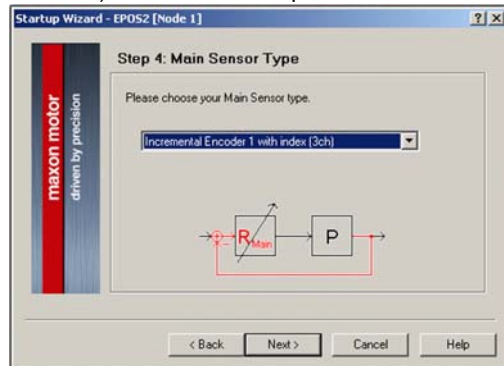 Startup Wizard - EPOS2 [Node 1]
Step 4: Main Sensor Type
Please choose your Main Sensor type.
Incremental Encoder 1 with index (3ch)
maxon motor
driven by precision
R Main
P
< Back
Next >
Cancel
Help